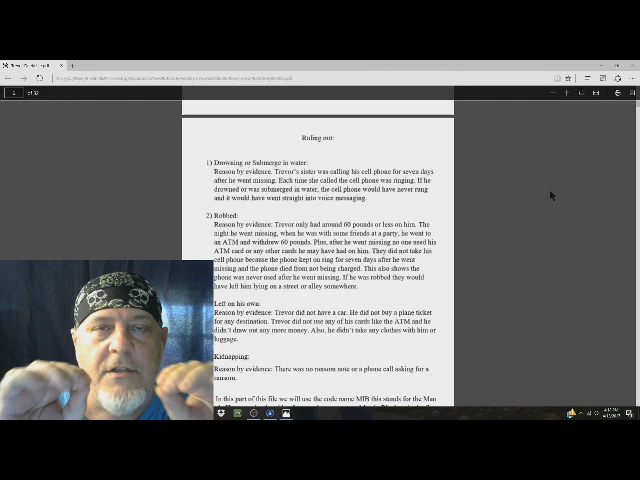 2 of 32
Ruling out:
1) Drowning or Submerge in water:
Reason by evidence. Trevor's sister was calling his cell phone for seven days
after he went missing. Each time she called the cell phone was ringing. If he
drowned or was submerged in water, the cell phone would have never rung
and it would have went straight into voice messaging.
2) Robbed:
Reason by evidence: Trevor only had around 60 pounds or less on him. The
night he went missing, when he was with some friends at a party, he went to
an ATM and withdrew 60 pounds. Plus, after he went missing no one used his
ATM card or any other cards he may have had on him. They did not take his
cell phone because the phone kept on ring for seven days after he went
missing and the phone died from not being charged. This also shows the
phone was never used after he went missing. If he was robbed they would
have left him lying on a street or alley somewhere.
Left on his own:
Reason by evidence: Trevor did not have a car. He did not buy a plane ticket
for any destination. Trevor did not use any of his cards like the ATM and he
didn't draw out any more money. Also, he didn't take any clothes with him or
luggage.
Kidnapping:
Reason by evidence: There was no ransom note or a phone call asking for a
ransom.
In this part of this file we will use the code name MIB this stands for the Man